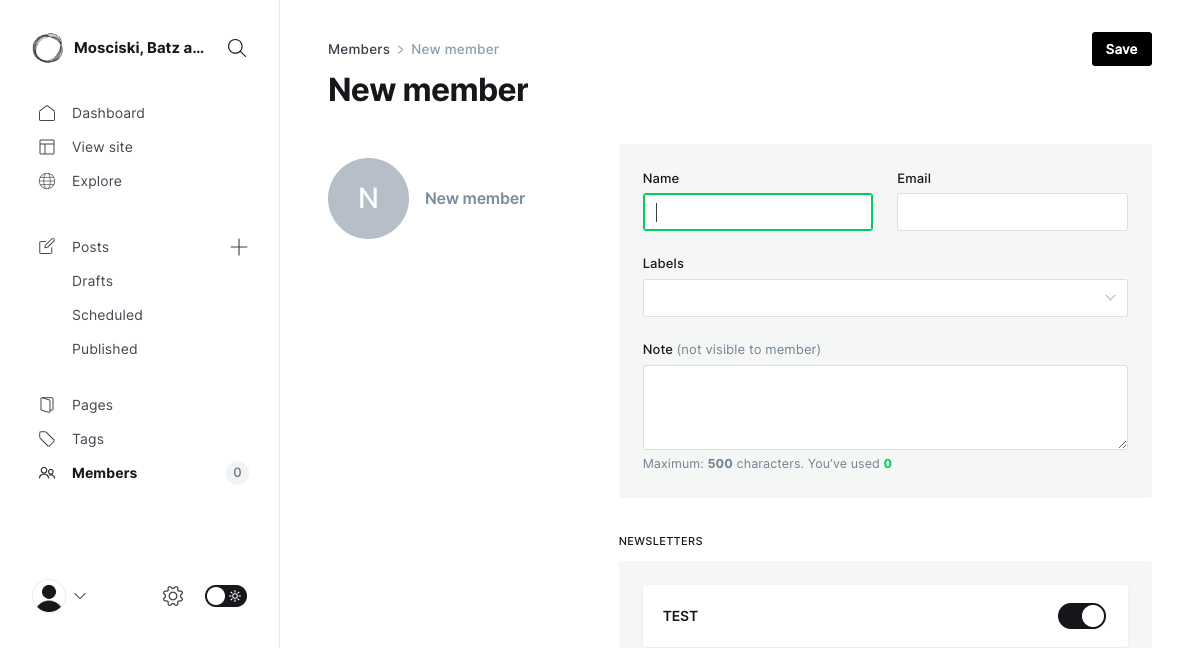 Mosciski, Batz a...
Dashboard
View site
Explore
Posts
Drafts
Scheduled
Published
Pages
Tags
Members 0
Members > New member
Save
New member
N New member
Name Email
Labels
Note (not visible to member)
Maximum: 500 characters. You've used 0
NEWSLETTERS
TEST